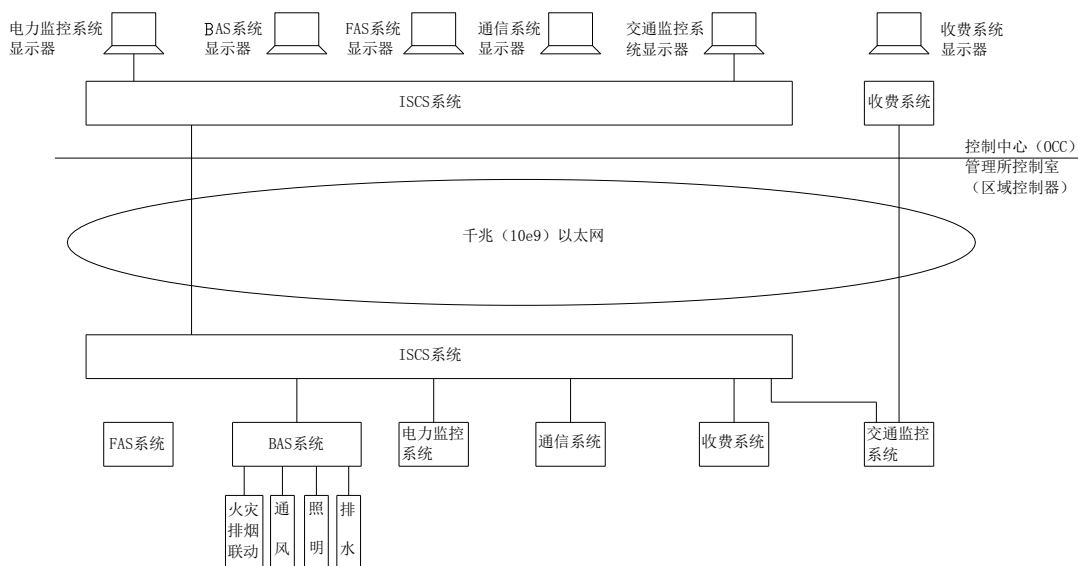 电力监控系统
显示器
BAS系统
显示器
FAS系统
显示器
通信系统
显示器
交通监控系
统显示器
收费系统
显示器
ISCS系统
收费系统
控制中心（OCC）
管理所控制室
（区域控制器）
千兆（10e9）以太网
ISCS系统
FAS系统
BAS系统
电力监控
系统
通信系统
收费系统
交通监控
系统
火灾
排烟
联动
通
风
照
明
排
水